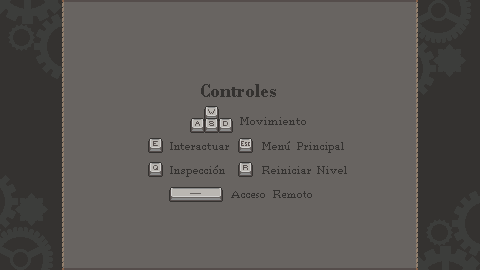 Controles
W
A S D Movimiento
E Interactuar Esc Menú Principal
Q Inspección R Reiniciar Nivel
Acceso Remoto